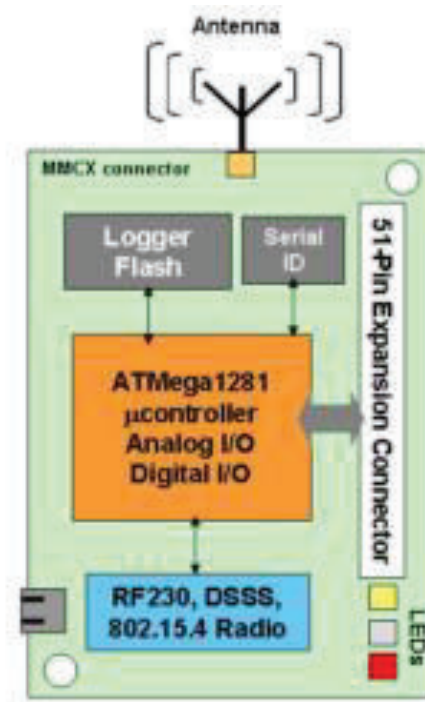 Antenna
MMCX connector
Logger
Flash
Serial
ID
51-Pin Expansion Connector
ATMega1281
µcontroller
Analog I/O
Digital I/O
RF230, DSSS,
802.15.4 Radio
LEDs